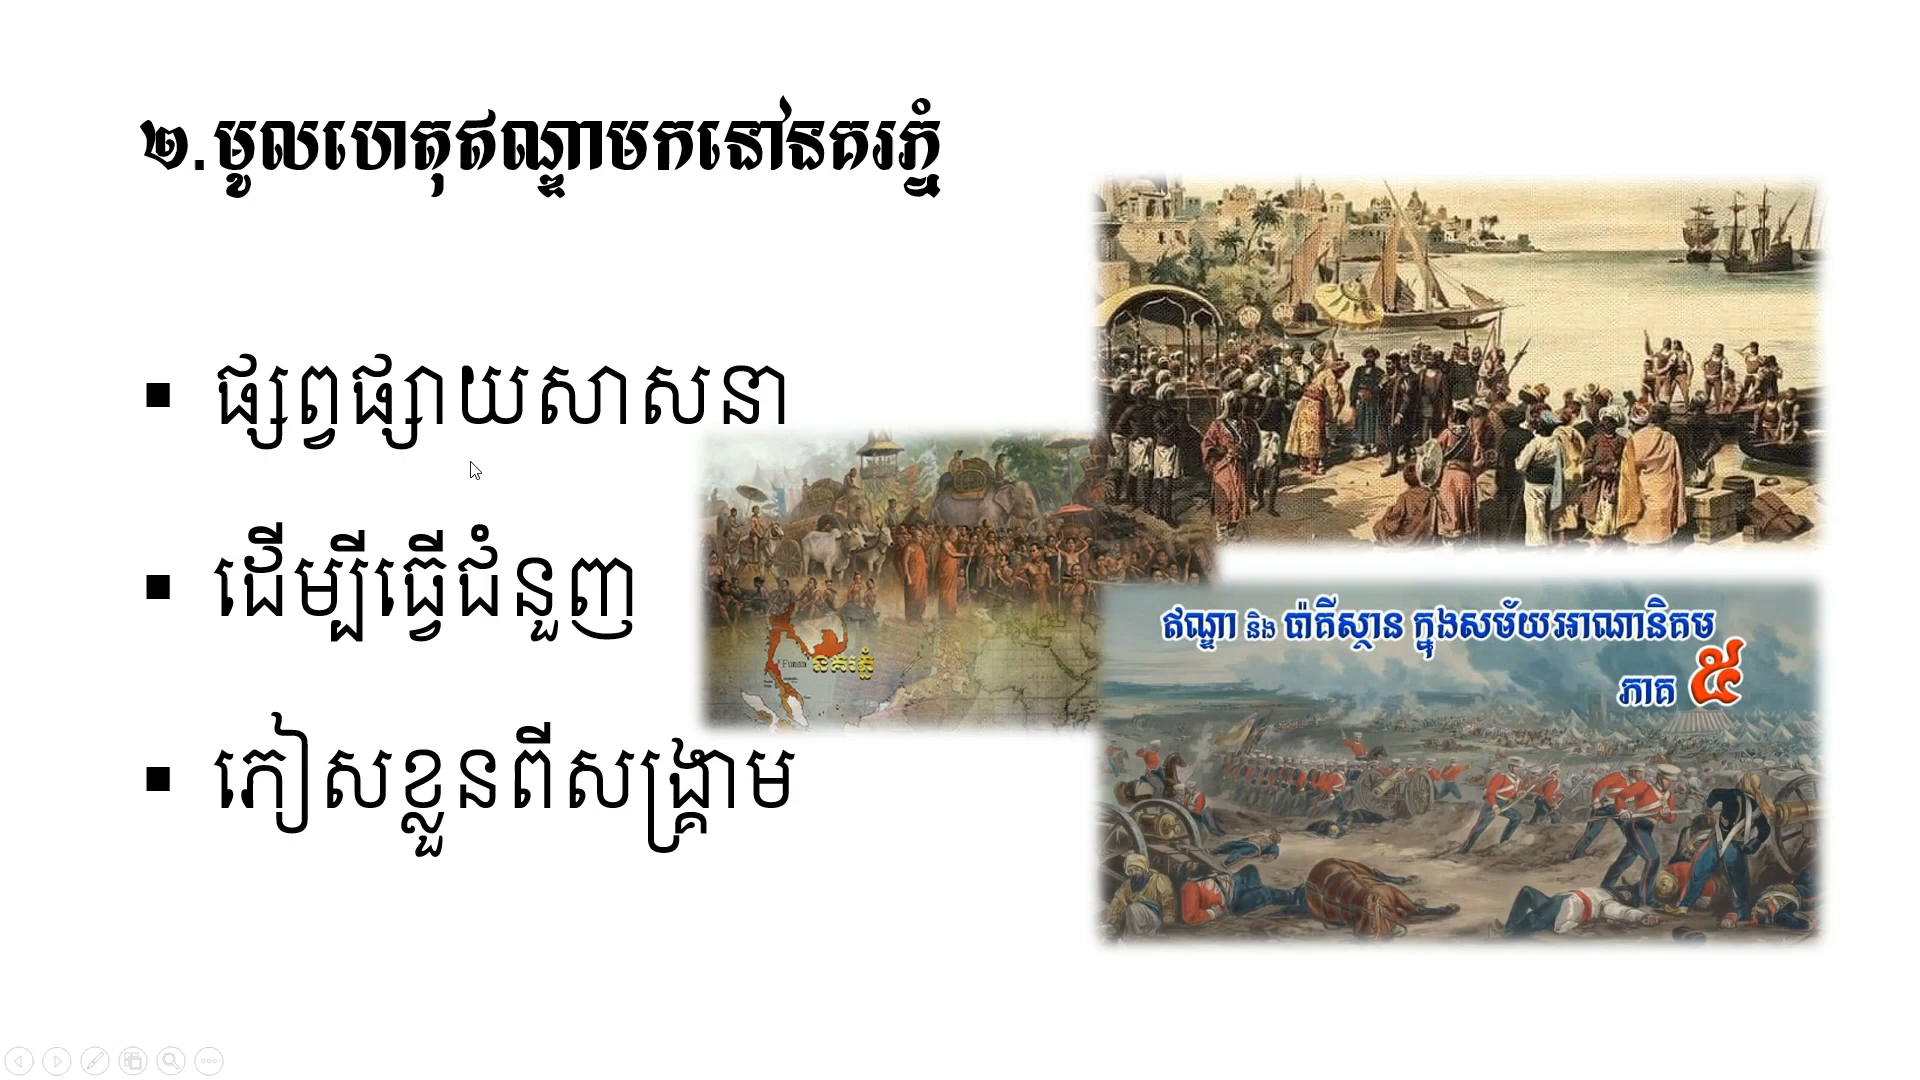 ២.មូលហេតុឥណ្ឌាមកនៅនគរភ្នំ
▪ ផ្សព្វផ្សាយសាសនា
▪ ដើម្បីធ្វើជំនួញ
▪ ភៀសខ្លួនពីសង្គ្រាម
Funan នគរភ្នំ
ឥណ្ឌា និង ប៉ាគីស្ថាន ក្នុងសម័យអាណានិគម
ភាគ ៥